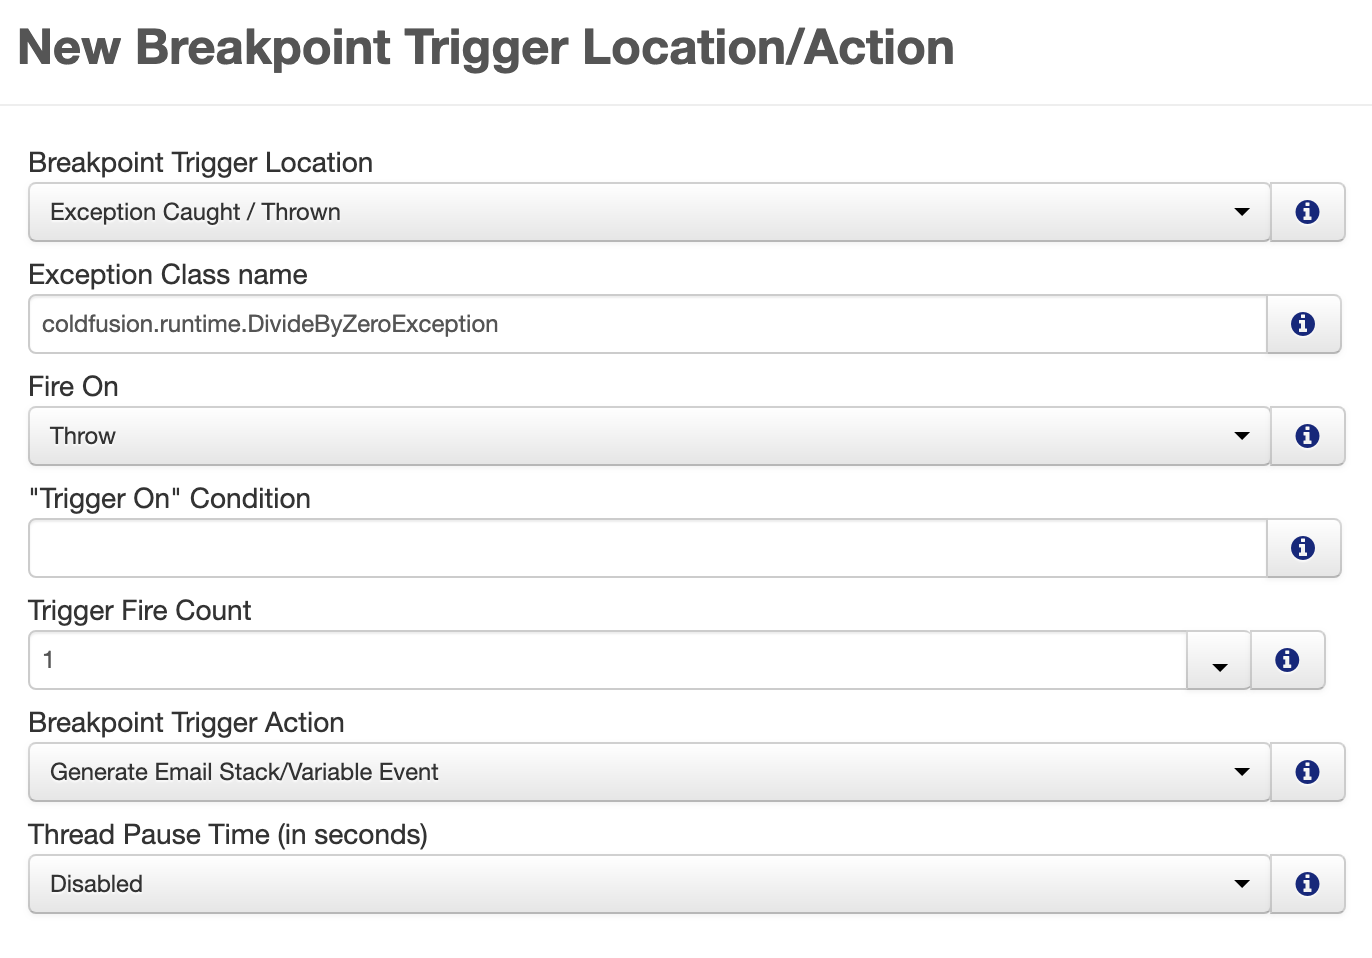 New Breakpoint Trigger Location/Action
Breakpoint Trigger Location
Exception Caught / Thrown
Exception Class name
coldfusion.runtime.DivideByZeroException
Fire On
Throw
"Trigger On" Condition
Trigger Fire Count
1
Breakpoint Trigger Action
Generate Email Stack/Variable Event
Thread Pause Time (in seconds)
Disabled